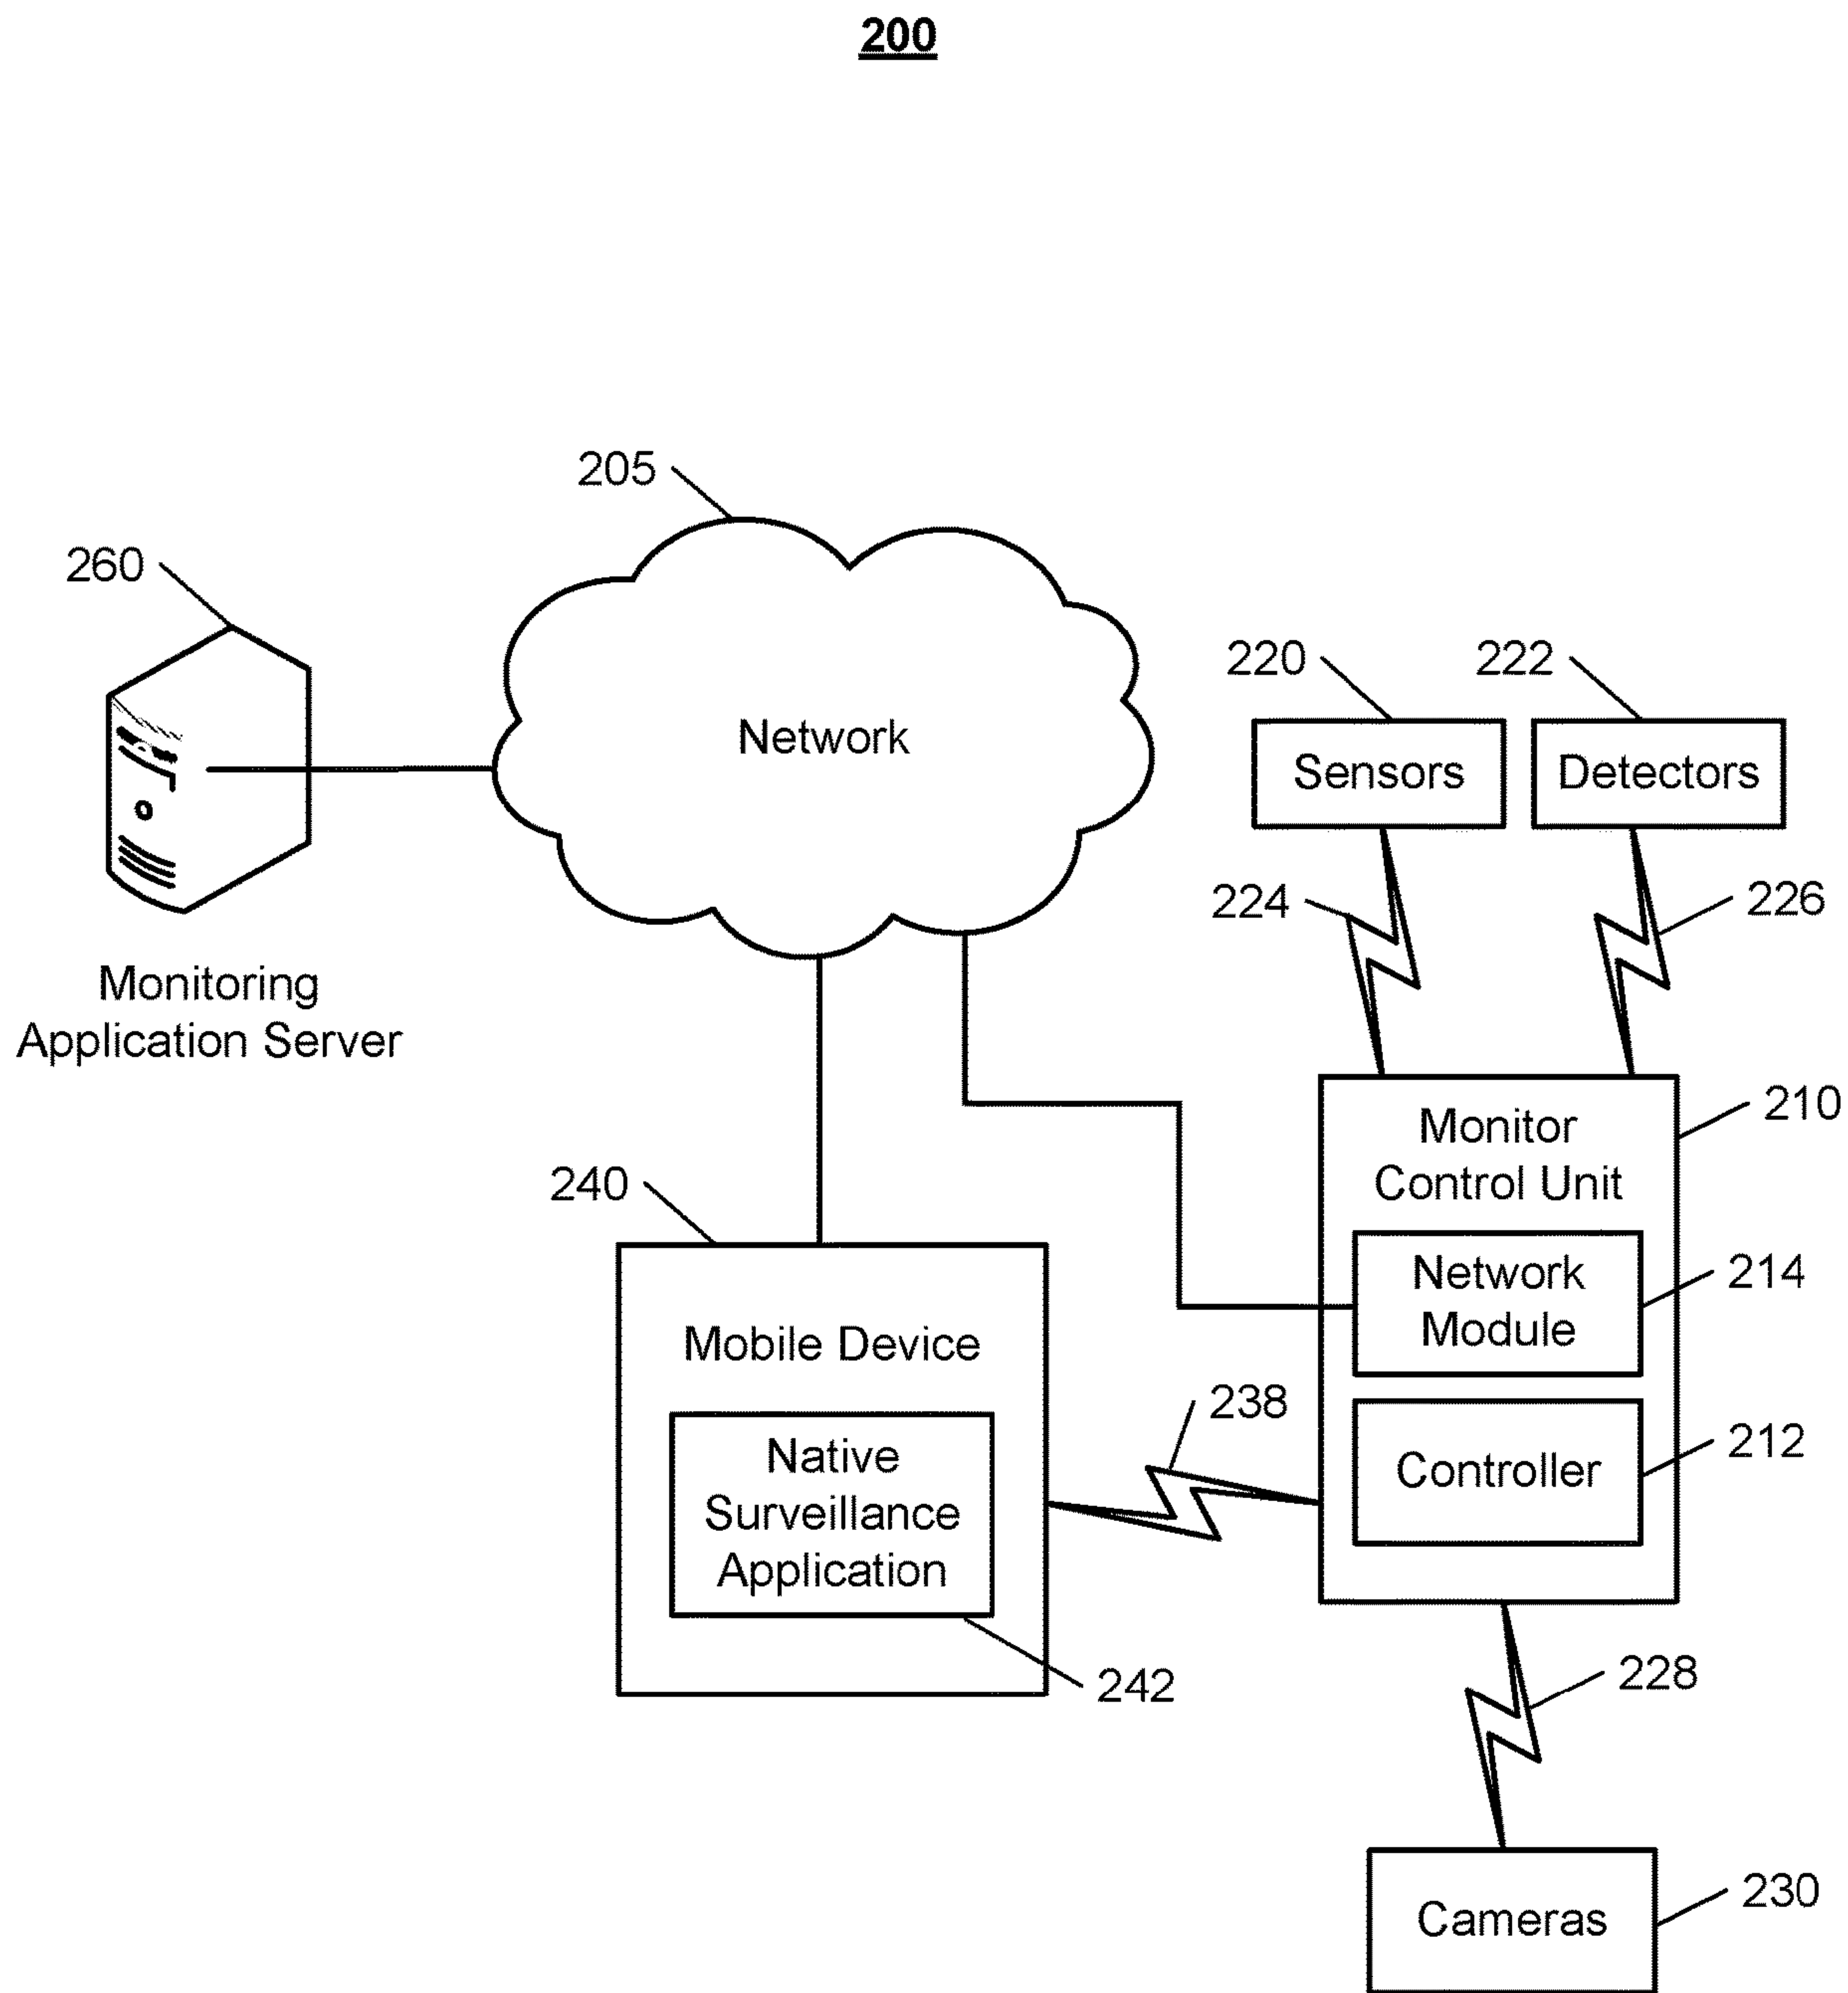 200
205
260
Network
220
222
Sensors
Detectors
224
226
Monitoring
Application Server
210
Monitor
Control Unit
240
Network
Module
214
Mobile Device
238
Controller
212
Native
Surveillance
Application
242
228
230
Cameras